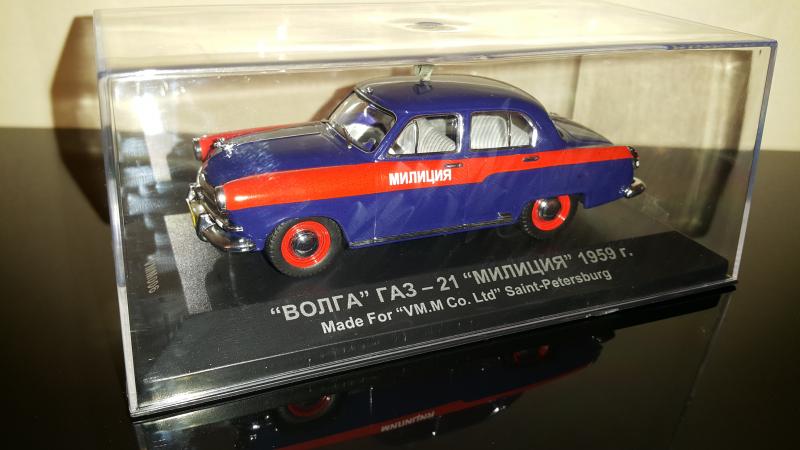 МИЛИЦИЯ
"ВОЛГА" ГАЗ – 21 "МИЛИЦИЯ" 1959 г.
Made For "VM.M Co. Ltd" Saint-Petersburg